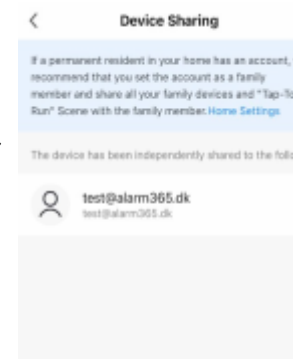 Device Sharing
If a permanent resident in your home has an account,
recommend that you set the account as a family
member and share all your family devices and "Tap-To
Run" Scene with the family member. Home Settings
The device has been independently shared to the follo
test@alarm365.dk
test@alarm365.dk